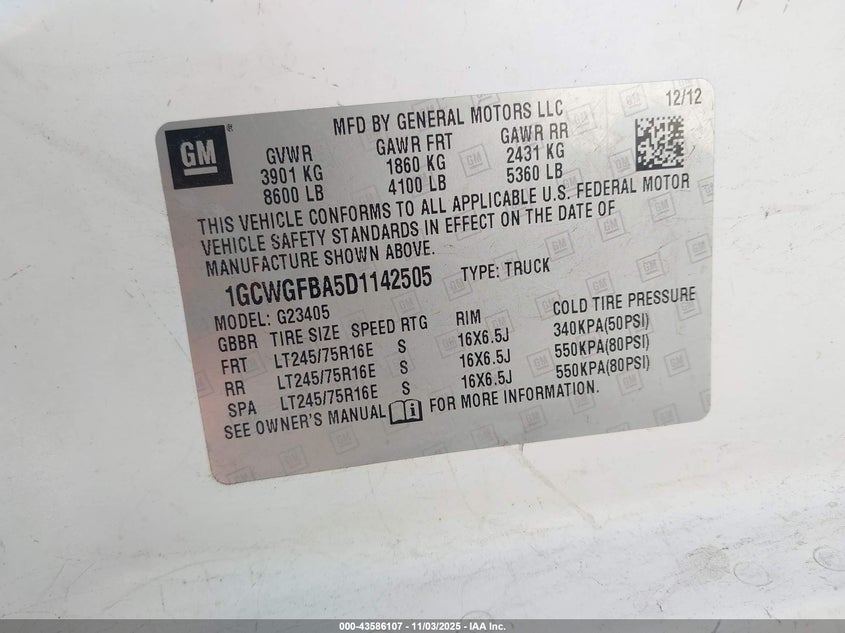 12/12
MFD BY GENERAL MOTORS LLC
GM®
GVWR GAWR FRT GAWR RR
3901 KG 1860 KG 2431 KG
8600 LB 4100 LB 5360 LB
THIS VEHICLE CONFORMS TO ALL APPLICABLE U.S. FEDERAL MOTOR
VEHICLE SAFETY STANDARDS IN EFFECT ON THE DATE OF
MANUFACTURE SHOWN ABOVE.
1GCWGFBA5D1142505 TYPE: TRUCK
MODEL: G23405
GBBR TIRE SIZE SPEED RTG RIM COLD TIRE PRESSURE
FRT LT245/75R16E S 16X6.5J 340KPA(50PSI)
RR LT245/75R16E S 16X6.5J 550KPA(80PSI)
SPA LT245/75R16E S 16X6.5J 550KPA(80PSI)
SEE OWNER'S MANUAL FOR MORE INFORMATION.
000-43586107 - 11/03/2025 - IAA Inc.